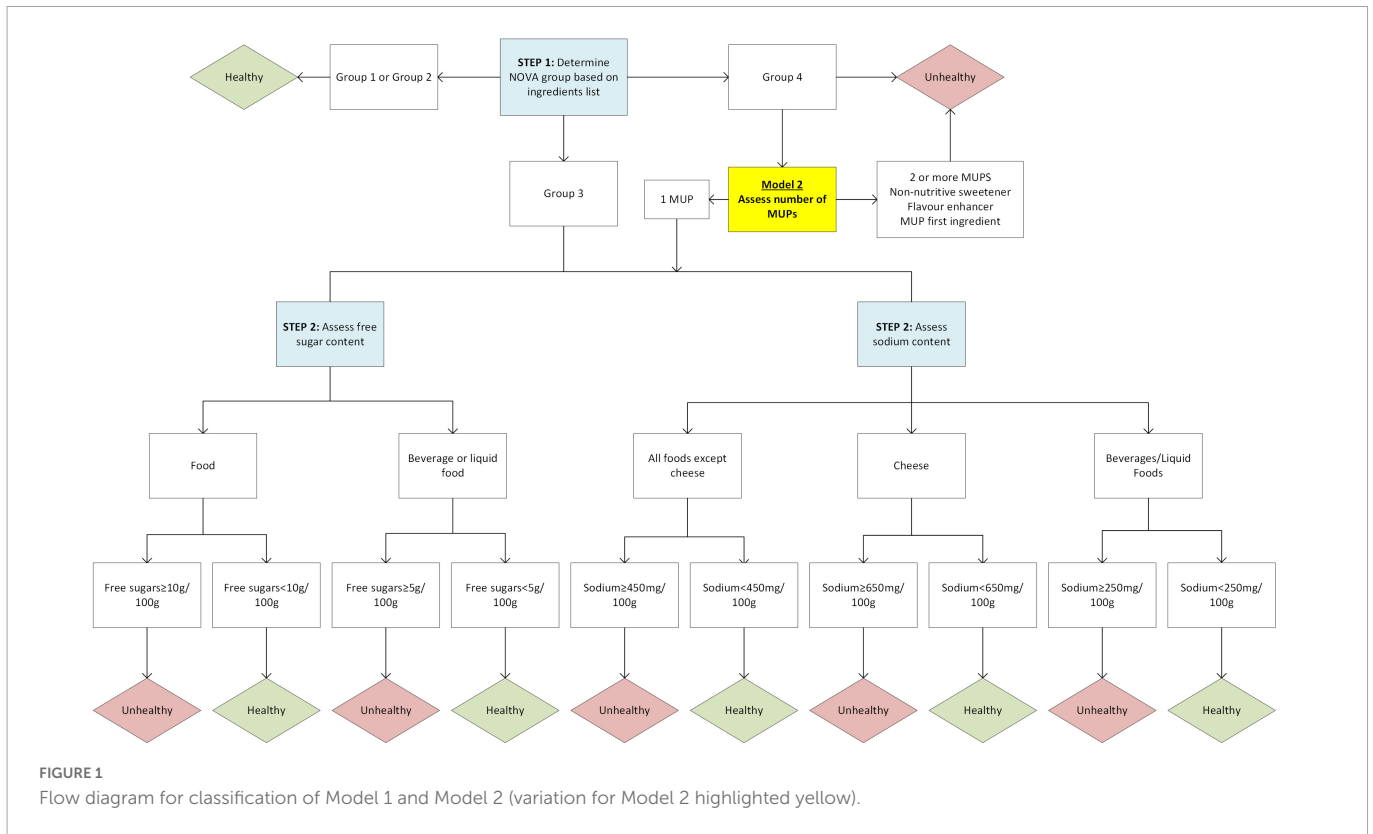 Healthy
Group 1 or Group 2
STEP 1: Determine
NOVA group based on
ingredients list
Group 4
Unhealthy
Group 3
1 MUP
Model 2
Assess number of
MUPs
2 or more MUPS
Non-nutritive sweetener
Flavour enhancer
MUP first ingredient
STEP 2: Assess free
sugar content
STEP 2: Assess
sodium content
Food
Beverage or liquid
food
All foods except
cheese
Cheese
Beverages/Liquid
Foods
Free sugars≥10g/
100g
Free sugars<10g/
100g
Free sugars≥5g/
100g
Free sugars<5g/
100g
Sodium≥450mg/
100g
Sodium<450mg/
100g
Sodium≥650mg/
100g
Sodium<650mg/
100g
Sodium≥250mg/
100g
Sodium<250mg/
100g
Unhealthy
Healthy
Unhealthy
Healthy
Unhealthy
Healthy
Unhealthy
Healthy
Unhealthy
Healthy
FIGURE 1
Flow diagram for classification of Model 1 and Model 2 (variation for Model 2 highlighted yellow).